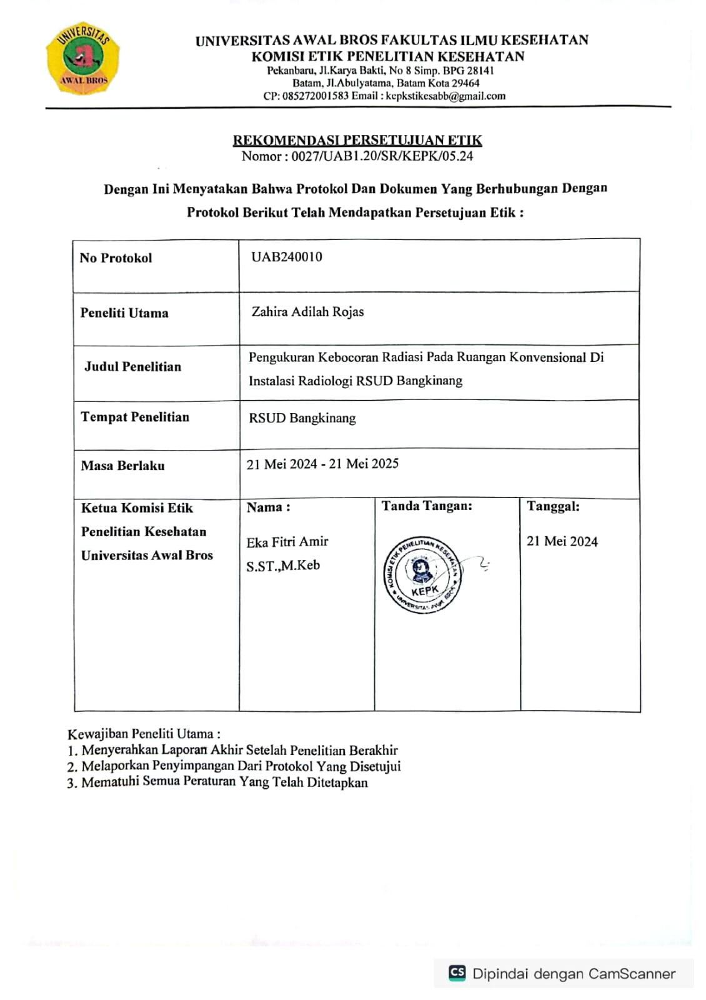 UNIVERSITAS
AWAL BROS
UNIVERSITAS AWAL BROS FAKULTAS ILMU KESEHATAN
KOMISI ETIK PENELITIAN KESEHATAN
Pekanbaru, Jl.Karya Bakti, No 8 Simp. BPG 28141
Batam, Jl.Abulyatama, Batam Kota 29464
CP: 085272001583 Email : kepkstikesabb@gmail.com
REKOMENDASI PERSETUJUAN ETIK
Nomor : 0027/UAB1.20/SR/KEPK/05.24
Dengan Ini Menyatakan Bahwa Protokol Dan Dokumen Yang Berhubungan Dengan
Protokol Berikut Telah Mendapatkan Persetujuan Etik :
No Protokol
UAB240010
Peneliti Utama
Zahira Adilah Rojas
Judul Penelitian
Pengukuran Kebocoran Radiasi Pada Ruangan Konvensional Di
Instalasi Radiologi RSUD Bangkinang
Tempat Penelitian
RSUD Bangkinang
Masa Berlaku
21 Mei 2024 - 21 Mei 2025
Ketua Komisi Etik
Penelitian Kesehatan
Universitas Awal Bros
Nama :
Eka Fitri Amir
S.ST.,M.Keb
Tanda Tangan:
KOMISI ETIK PENELITIAN KESEHATAN
KEPK
UNIVERSITAS AWAL BROS
Tanggal:
21 Mei 2024
Kewajiban Peneliti Utama :
1. Menyerahkan Laporan Akhir Setelah Penelitian Berakhir
2. Melaporkan Penyimpangan Dari Protokol Yang Disetujui
3. Mematuhi Semua Peraturan Yang Telah Ditetapkan
CS Dipindai dengan CamScanner